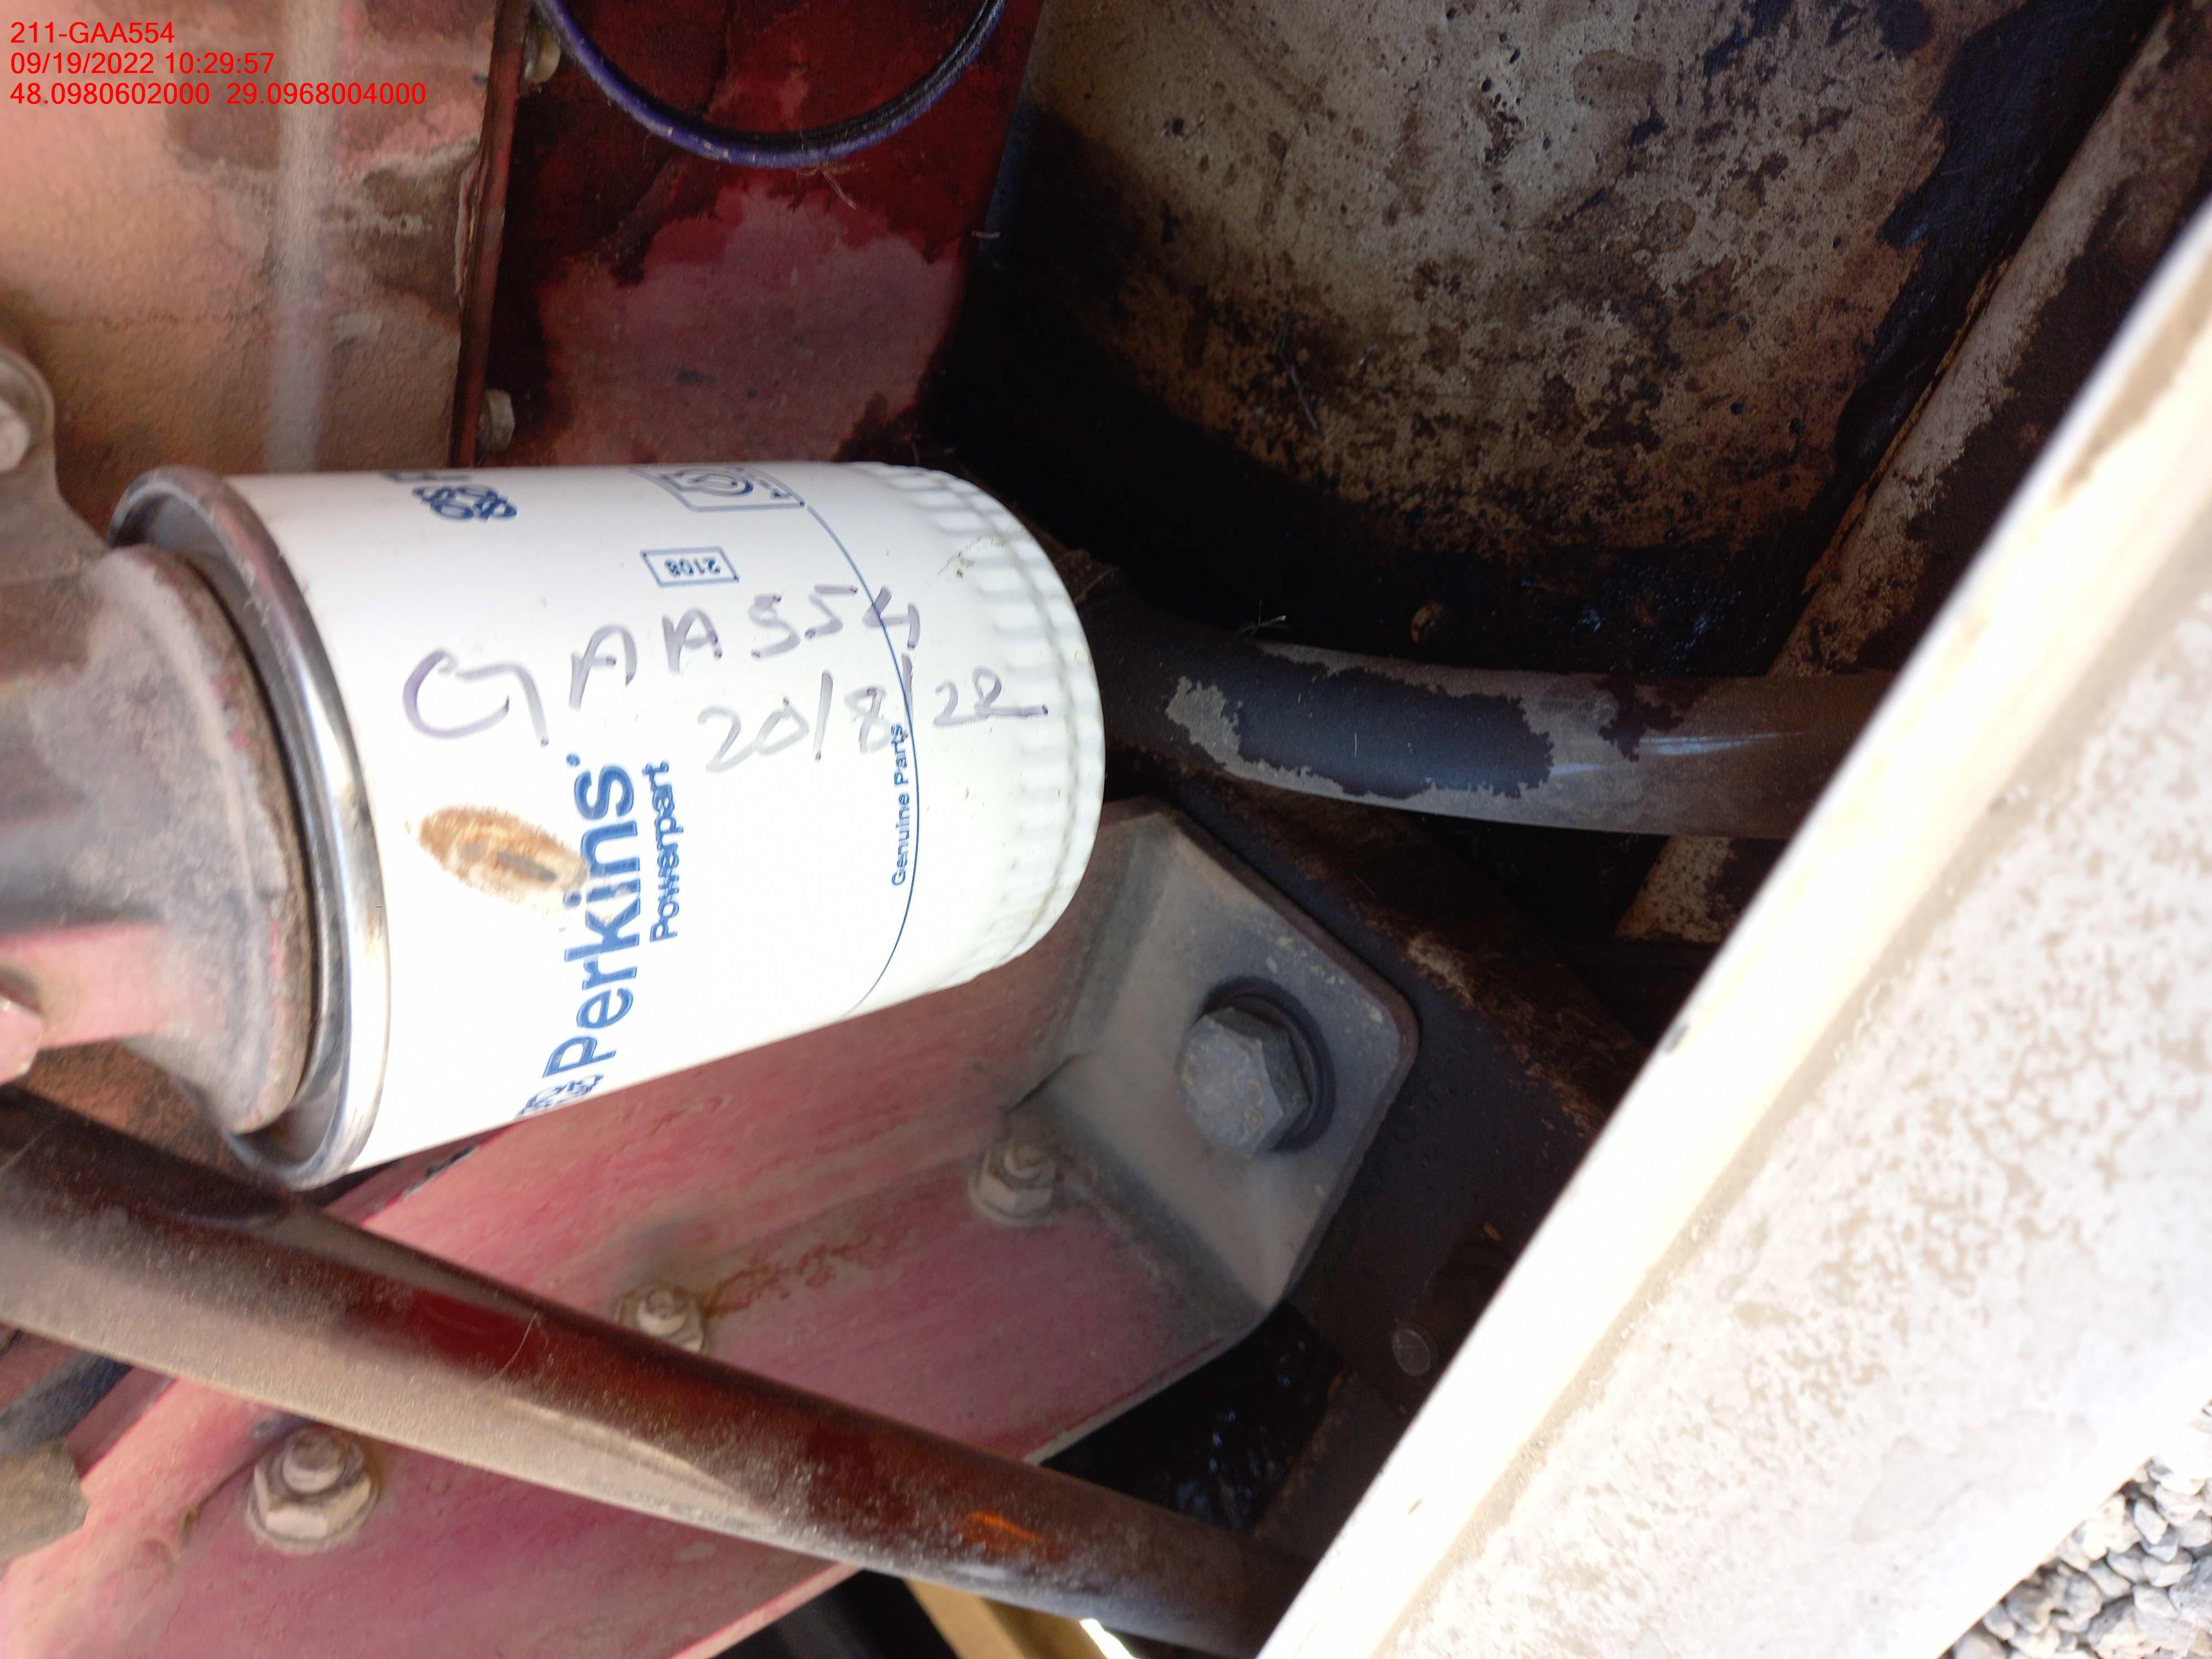 211-GAA554
09/19/2022 10:29:57
48.0980602000 29.0968004000
GAA554
20/8/22
2108
Perkins
Powerpart
Genuine Parts